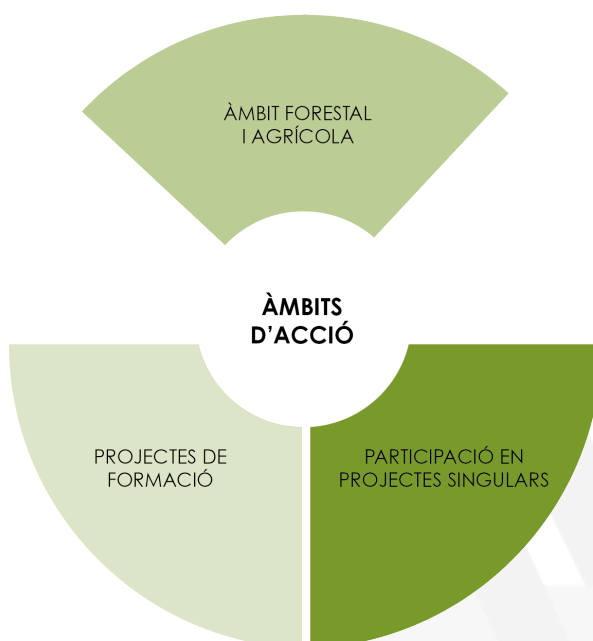 ÀMBIT FORESTAL
I AGRÍCOLA
ÀMBITS
D’ACCIÓ
PROJECTES DE
FORMACIÓ
PARTICIPACIÓ EN
PROJECTES SINGULARS